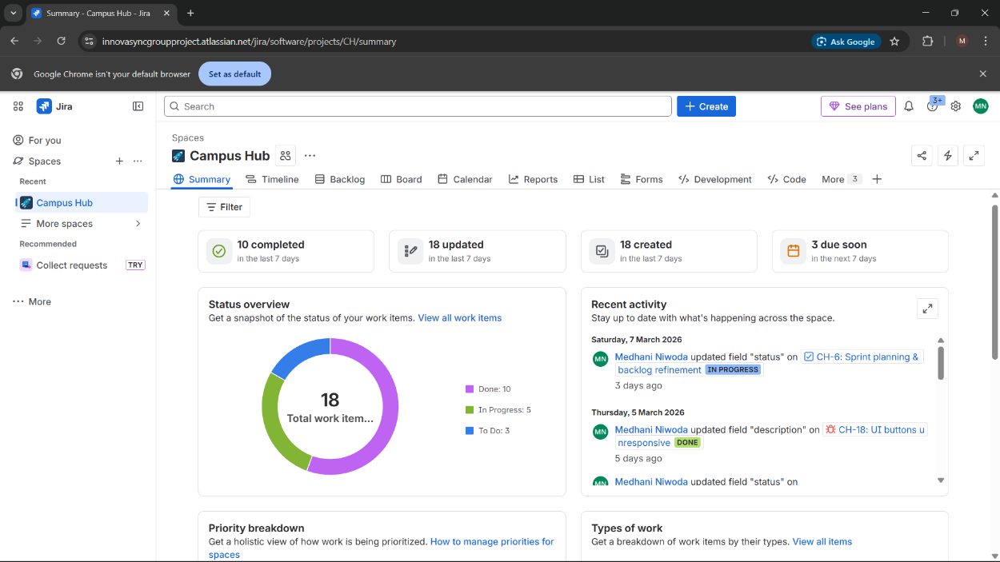 Summary - Campus Hub - Jira
innovasyncgroupproject.atlassian.net/jira/software/projects/CH/summary
Ask Google
M
Google Chrome isn't your default browser
Set as default
Jira
Search
Create
See plans
3+
MN
For you
Spaces
Recent
Campus Hub
More spaces
Recommended
Collect requests
TRY
More
Spaces
Campus Hub
Summary
Timeline
Backlog
Board
Calendar
Reports
List
Forms
Development
Code
More 3
Filter
10 completed
in the last 7 days
18 updated
in the last 7 days
18 created
in the last 7 days
3 due soon
in the next 7 days
Status overview
Get a snapshot of the status of your work items. View all work items
18
Total work item...
Done: 10
In Progress: 5
To Do: 3
Recent activity
Stay up to date with what's happening across the space.
Saturday, 7 March 2026
MN
Medhani Niwoda updated field "status" on CH-6: Sprint planning &
backlog refinement IN PROGRESS
3 days ago
Thursday, 5 March 2026
MN
Medhani Niwoda updated field "description" on CH-18: UI buttons u
nresponsive DONE
5 days ago
MN
Medhani Niwoda updated field "status" on
Priority breakdown
Get a holistic view of how work is being prioritized. How to manage priorities for
spaces
Types of work
Get a breakdown of work items by their types. View all items